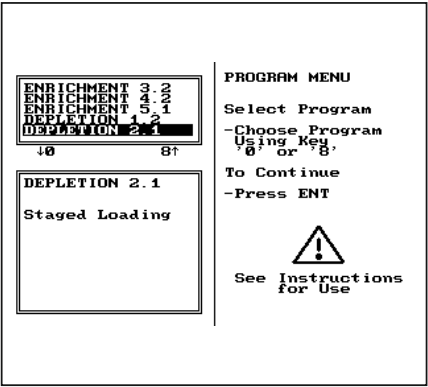 ENRICHMENT 3.2
ENRICHMENT 4.2
ENRICHMENT 5.1
DEPLETION 1.2
DEPLETION 2.1
↓0 8↑
DEPLETION 2.1
Staged Loading
PROGRAM MENU
Select Program
-Choose Program
Using Key
'0' or '8'
To Continue
-Press ENT
!
See Instructions
for Use